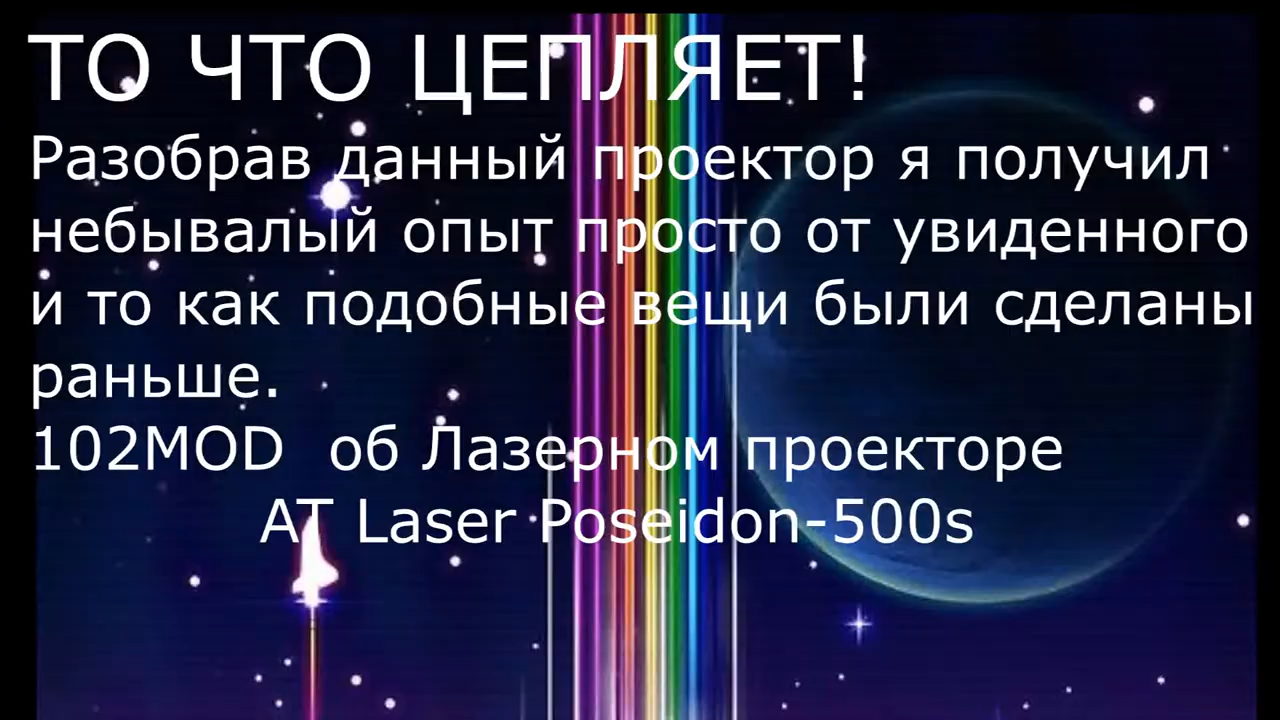 ТО ЧТО ЦЕПЛЯЕТ!
Разобрав данный проектор я получил
небывалый опыт просто от увиденного
и то как подобные вещи были сделаны
раньше.
102MOD об Лазерном проекторе
AT Laser Poseidon-500s